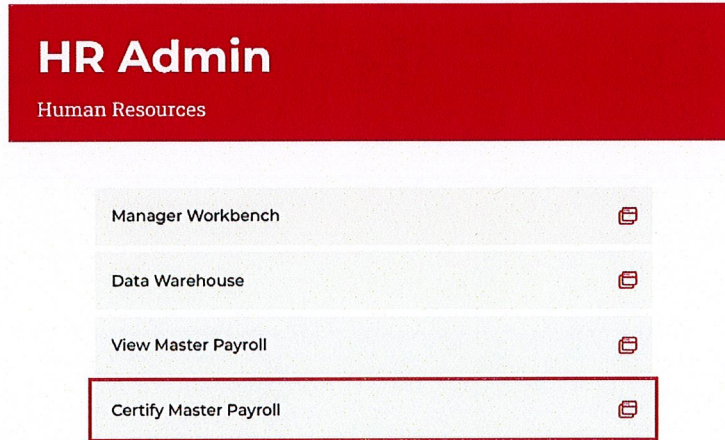 HR Admin
Human Resources
Manager Workbench
Data Warehouse
View Master Payroll
Certify Master Payroll